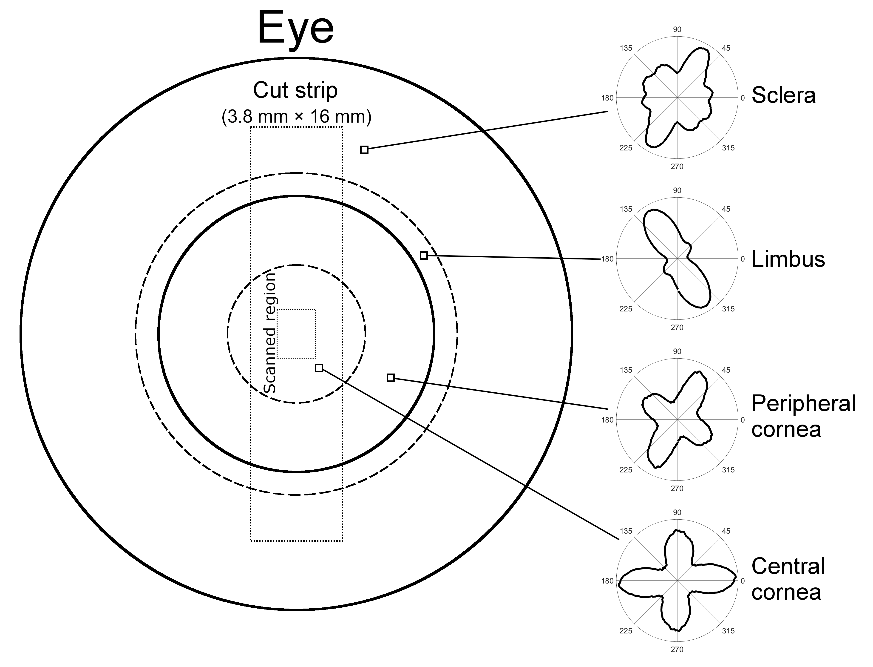 Eye
Cut strip
(3.8 mm × 16 mm)
Scanned region
90
135 45
180 0
225 315
270
Sclera
90
135 45
180 0
225 315
270
Limbus
90
135 45
180 0
225 315
270
Peripheral
cornea
90
135 45
180 0
225 315
270
Central
cornea